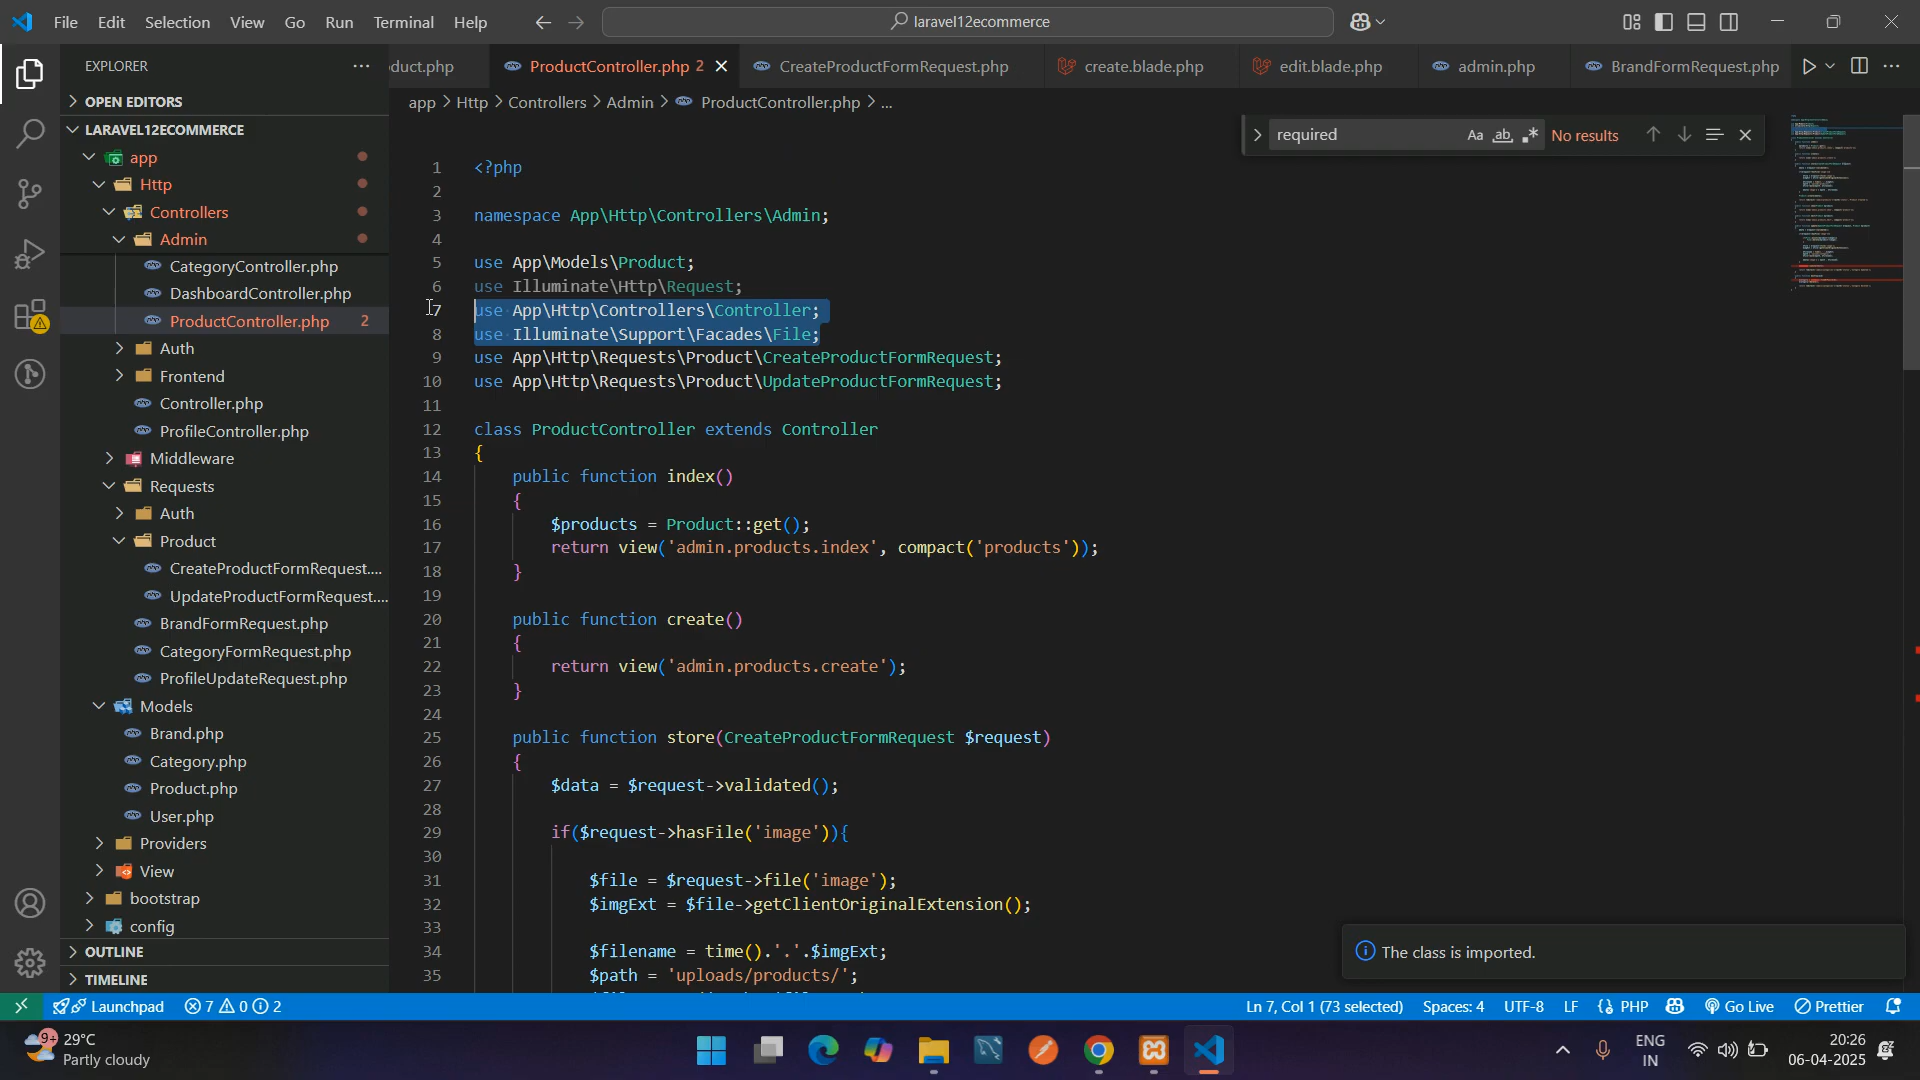 File Edit Selection View Go Run Terminal Help
laravel12ecommerce
EXPLORER
duct.php
ProductController.php 2
CreateProductFormRequest.php
create.blade.php
edit.blade.php
admin.php
BrandFormRequest.php
app > Http > Controllers > Admin > ProductController.php > ...
required
Aa ab .*
No results
OPEN EDITORS
LARAVEL12ECOMMERCE
app
Http
Controllers
Admin
CategoryController.php
DashboardController.php
ProductController.php 2
Auth
Frontend
Controller.php
ProfileController.php
Middleware
Requests
Auth
Product
CreateProductFormRequest....
UpdateProductFormRequest....
BrandFormRequest.php
CategoryFormRequest.php
ProfileUpdateRequest.php
Models
Brand.php
Category.php
Product.php
User.php
Providers
View
bootstrap
config
OUTLINE
TIMELINE
1 <?php
2
3 namespace App\Http\Controllers\Admin;
4
5 use App\Models\Product;
6 use Illuminate\Http\Request;
7 use App\Http\Controllers\Controller;
8 use Illuminate\Support\Facades\File;
9 use App\Http\Requests\Product\CreateProductFormRequest;
10 use App\Http\Requests\Product\UpdateProductFormRequest;
11
12 class ProductController extends Controller
13 {
14 public function index()
15 {
16 $products = Product::get();
17 return view('admin.products.index', compact('products'));
18 }
19
20 public function create()
21 {
22 return view('admin.products.create');
23 }
24
25 public function store(CreateProductFormRequest $request)
26 {
27 $data = $request->validated();
28
29 if($request->hasFile('image')){
30
31 $file = $request->file('image');
32 $imgExt = $file->getClientOriginalExtension();
33
34 $filename = time().'.'.$imgExt;
35 $path = 'uploads/products/';
The class is imported.
Launchpad
7 0 2
Ln 7, Col 1 (73 selected)
Spaces: 4
UTF-8
LF
PHP
Go Live
Prettier
9+
29°C
Partly cloudy
ENG
IN
20:26
06-04-2025